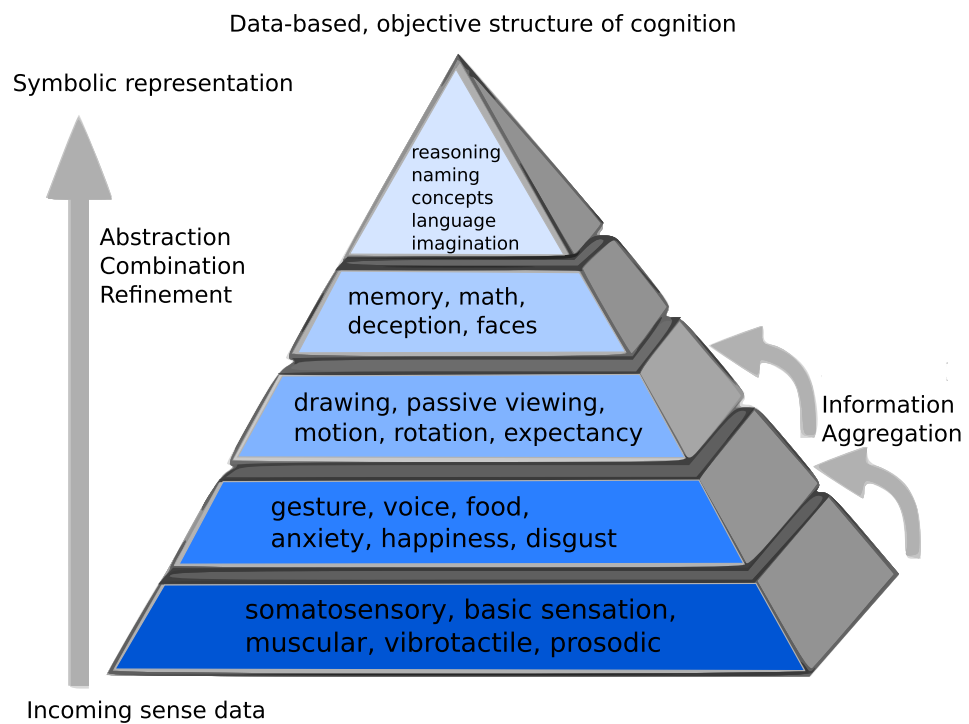 Data-based, objective structure of cognition
Symbolic representation
reasoning
naming
concepts
language
imagination
Abstraction
Combination
Refinement
memory, math,
deception, faces
drawing, passive viewing,
motion, rotation, expectancy
Information
Aggregation
gesture, voice, food,
anxiety, happiness, disgust
somatosensory, basic sensation,
muscular, vibrotactile, prosodic
Incoming sense data